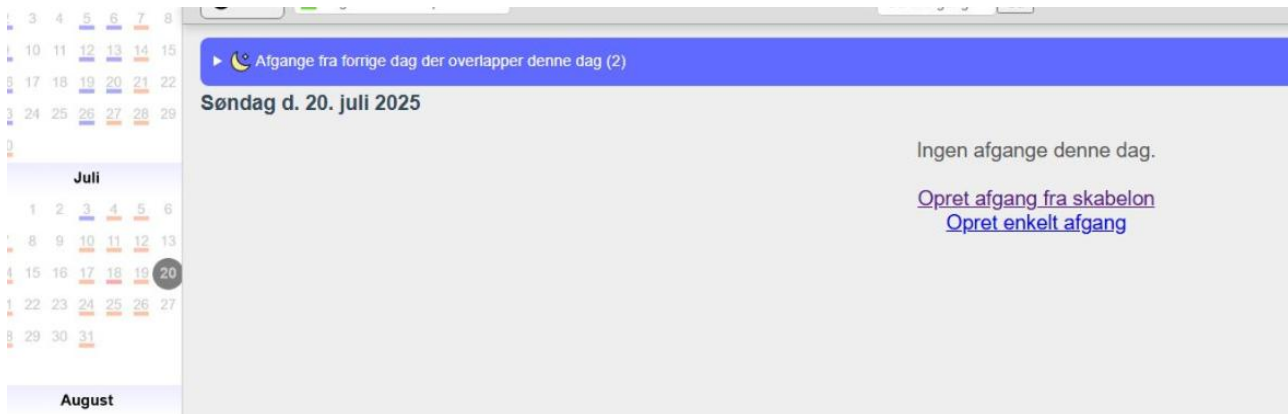 3 4 5 6 7 8
10 11 12 13 14 15
17 18 19 20 21 22
24 25 26 27 28 29
Juli
1 2 3 4 5 6
8 9 10 11 12 13
15 16 17 18 19 20
22 23 24 25 26 27
29 30 31
August
Afgange fra forrige dag der overlapper denne dag (2)
Søndag d. 20. juli 2025
Ingen afgange denne dag.
Opret afgang fra skabelon
Opret enkelt afgang